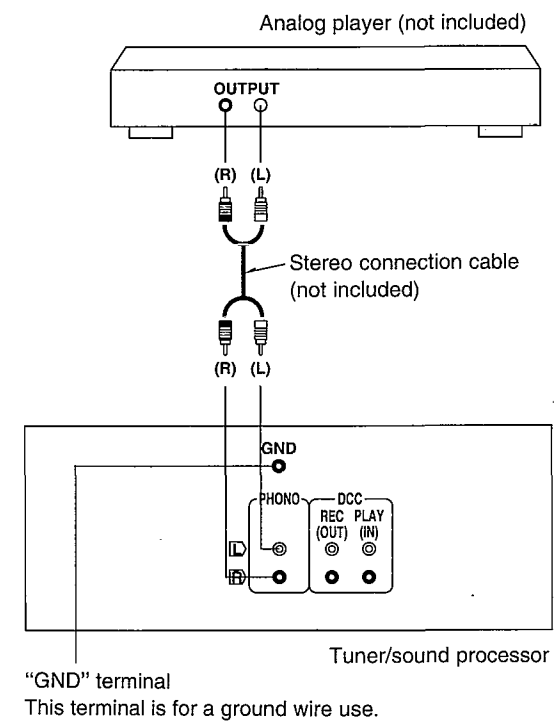 Analog player (not included)
OUTPUT
(R) (L)
Stereo connection cable
(not included)
(R) (L)
GND
PHONO DCC
REC PLAY
(OUT) (IN)
L
R
Tuner/sound processor
“GND” terminal
This terminal is for a ground wire use.